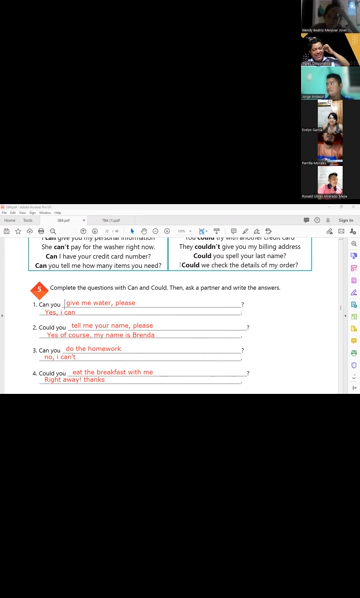 Home Tools
File Edit View Sign Window Help
Sign In
I can give you my personal information
She can't pay for the washer right now.
Can I have your credit card number?
Can you tell me how many items you need?
You could try with another credit card
They couldn't give you my billing address
Could you spell your last name?
Could we check the details of my order?
5 Complete the questions with Can and Could. Then, ask a partner and write the answers.
1. Can you give me water, please ?
Yes, i can .
2. Could you tell me your name, please ?
Yes of course. my name is Brenda .
3. Can you do the homework ?
no, i can't .
4. Could you eat the breakfast with me ?
Right away! thanks .